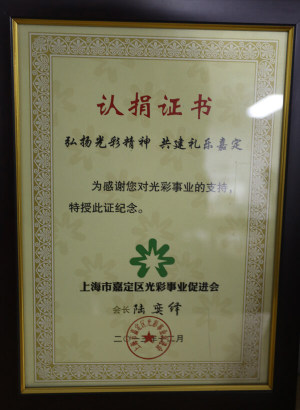 认捐证书
弘扬光彩精神 共建礼乐嘉定
为感谢您对光彩事业的支持,
特授此证纪念。
上海市嘉定区光彩事业促进会
会长 陆奕绎